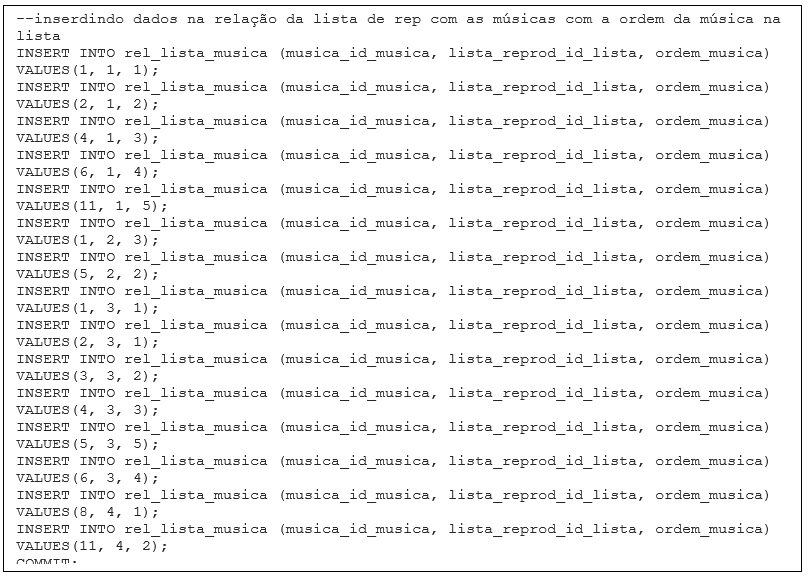 --inserdindo dados na relação da lista de rep com as músicas com a ordem da música na
lista
INSERT INTO rel_lista_musica (musica_id_musica, lista_reprod_id_lista, ordem_musica)
VALUES(1, 1, 1);
INSERT INTO rel_lista_musica (musica_id_musica, lista_reprod_id_lista, ordem_musica)
VALUES(2, 1, 2);
INSERT INTO rel_lista_musica (musica_id_musica, lista_reprod_id_lista, ordem_musica)
VALUES(4, 1, 3);
INSERT INTO rel_lista_musica (musica_id_musica, lista_reprod_id_lista, ordem_musica)
VALUES(6, 1, 4);
INSERT INTO rel_lista_musica (musica_id_musica, lista_reprod_id_lista, ordem_musica)
VALUES(11, 1, 5);
INSERT INTO rel_lista_musica (musica_id_musica, lista_reprod_id_lista, ordem_musica)
VALUES(1, 2, 3);
INSERT INTO rel_lista_musica (musica_id_musica, lista_reprod_id_lista, ordem_musica)
VALUES(5, 2, 2);
INSERT INTO rel_lista_musica (musica_id_musica, lista_reprod_id_lista, ordem_musica)
VALUES(1, 3, 1);
INSERT INTO rel_lista_musica (musica_id_musica, lista_reprod_id_lista, ordem_musica)
VALUES(2, 3, 1);
INSERT INTO rel_lista_musica (musica_id_musica, lista_reprod_id_lista, ordem_musica)
VALUES(3, 3, 2);
INSERT INTO rel_lista_musica (musica_id_musica, lista_reprod_id_lista, ordem_musica)
VALUES(4, 3, 3);
INSERT INTO rel_lista_musica (musica_id_musica, lista_reprod_id_lista, ordem_musica)
VALUES(5, 3, 5);
INSERT INTO rel_lista_musica (musica_id_musica, lista_reprod_id_lista, ordem_musica)
VALUES(6, 3, 4);
INSERT INTO rel_lista_musica (musica_id_musica, lista_reprod_id_lista, ordem_musica)
VALUES(8, 4, 1);
INSERT INTO rel_lista_musica (musica_id_musica, lista_reprod_id_lista, ordem_musica)
VALUES(11, 4, 2);
COMMIT;